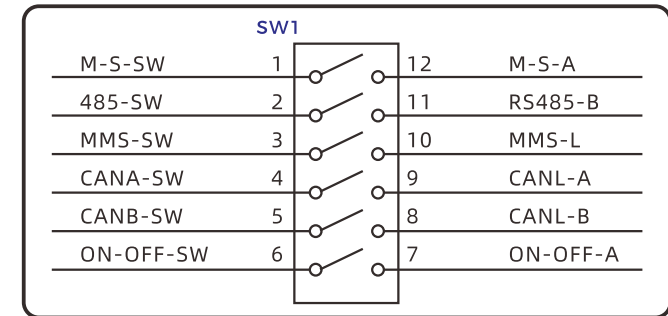 SW1
M-S-SW 1 12 M-S-A
485-SW 2 11 RS485-B
MMS-SW 3 10 MMS-L
CANA-SW 4 9 CANL-A
CANB-SW 5 8 CANL-B
ON-OFF-SW 6 7 ON-OFF-A